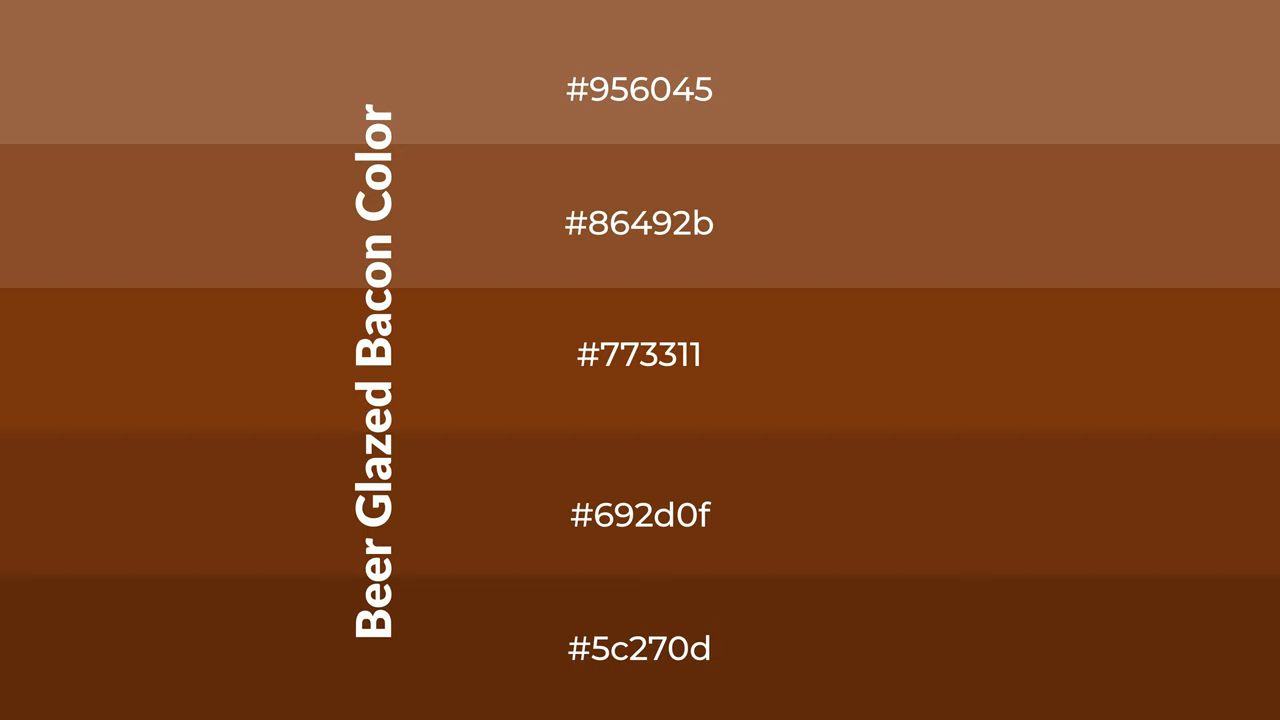 Beer Glazed Bacon Color
#956045
#86492b
#773311
#692d0f
#5c270d